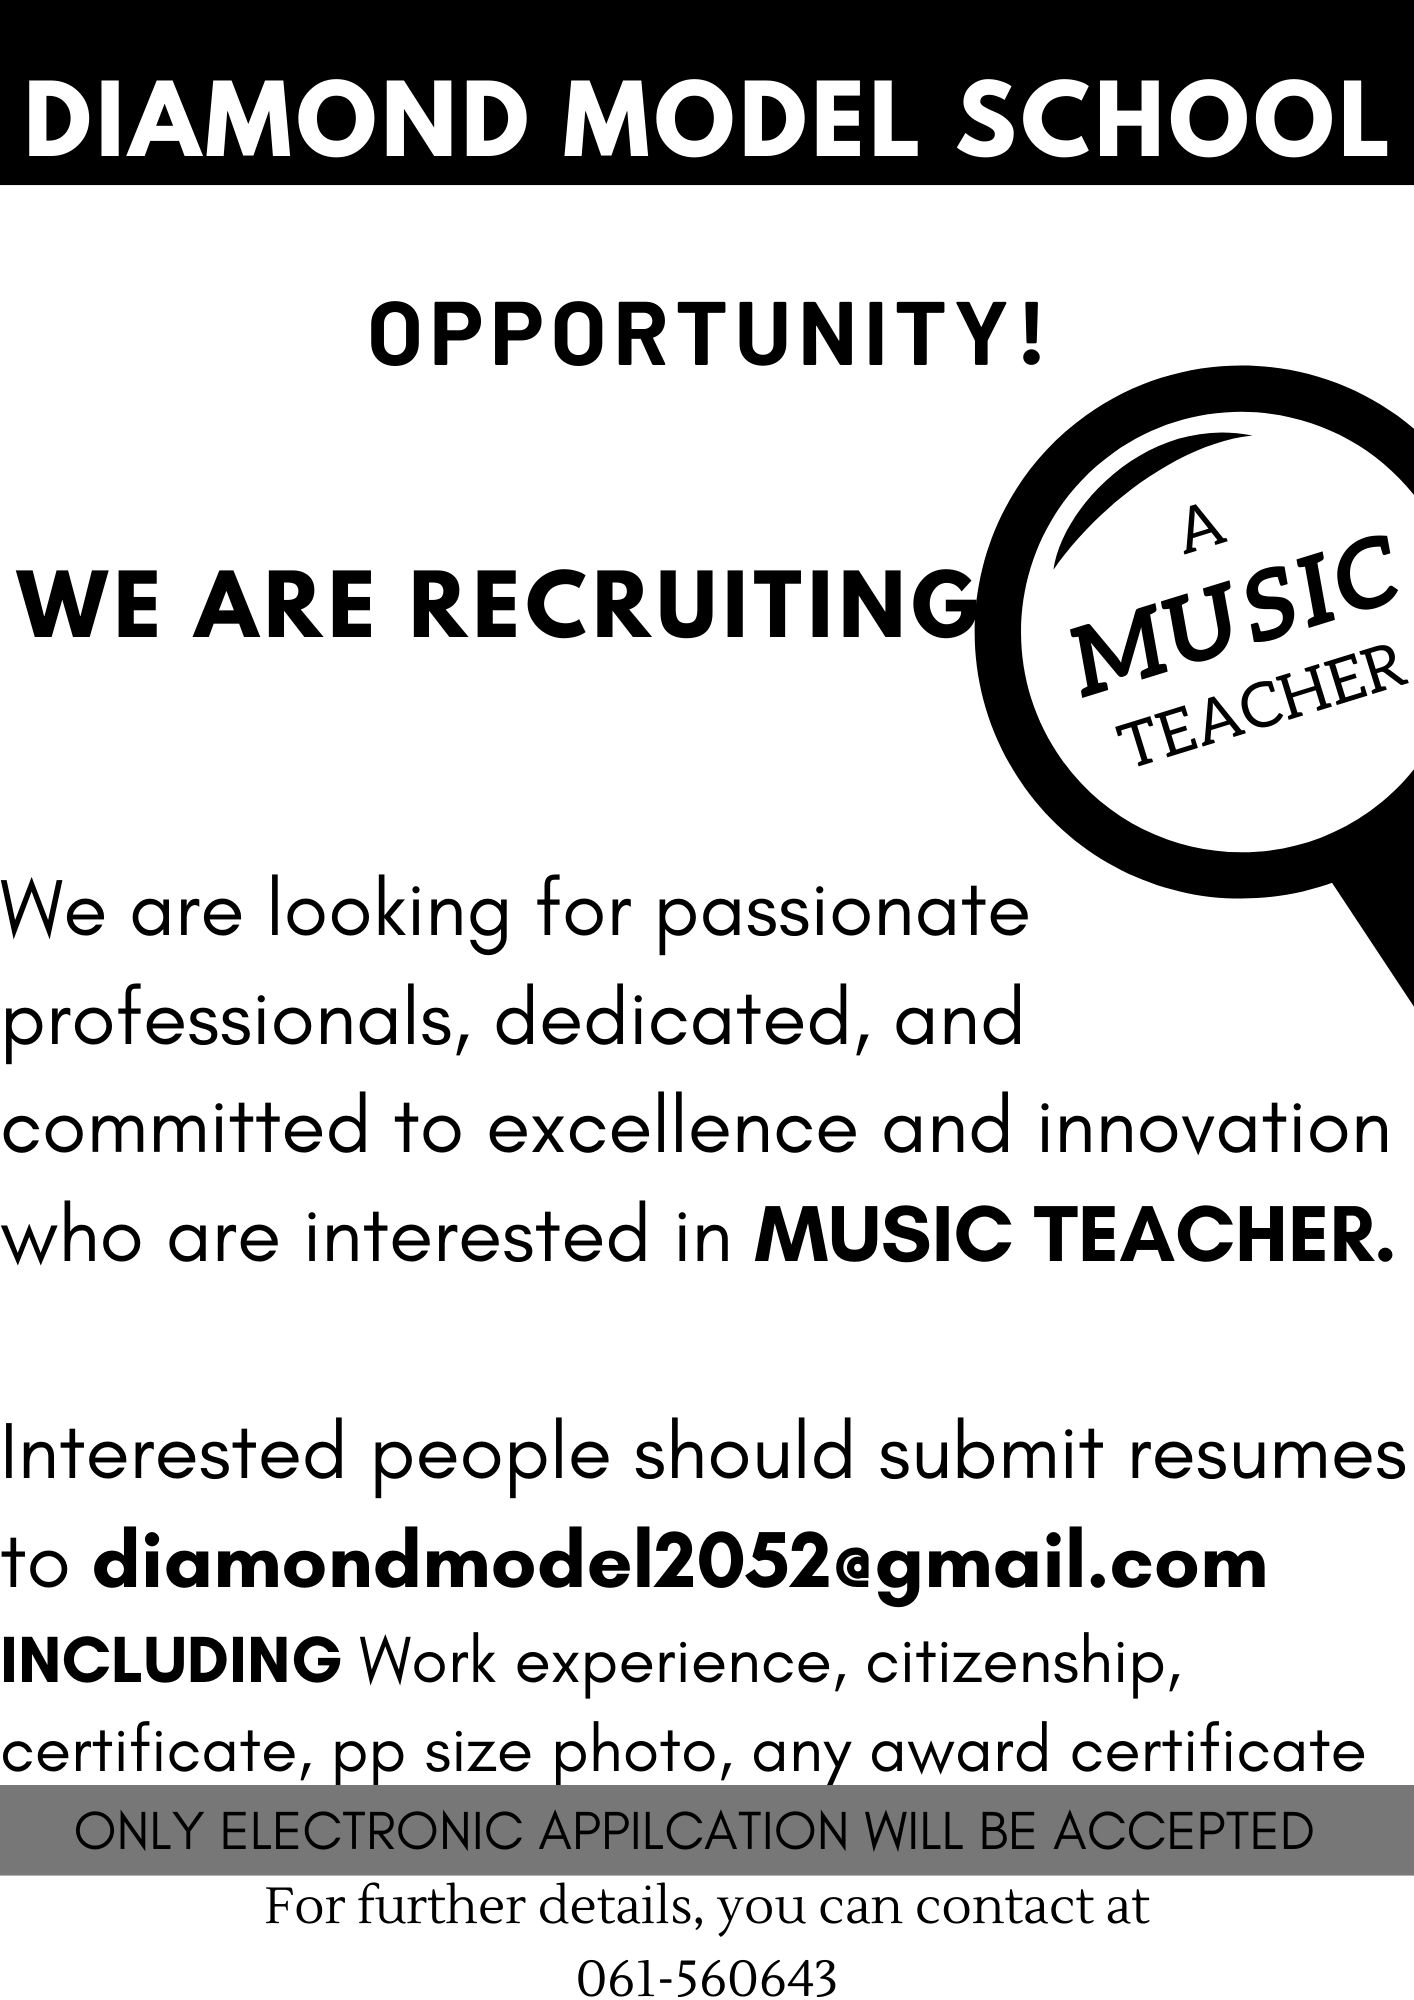 DIAMOND MODEL SCHOOL
OPPORTUNITY!
WE ARE RECRUITING
A
MUSIC
TEACHER
We are looking for passionate
professionals, dedicated, and
committed to excellence and innovation
who are interested in MUSIC TEACHER.
Interested people should submit resumes
to diamondmodel2052@gmail.com
INCLUDING Work experience, citizenship,
certificate, pp size photo, any award certificate
ONLY ELECTRONIC APPILCATION WILL BE ACCEPTED
For further details, you can contact at
061-560643